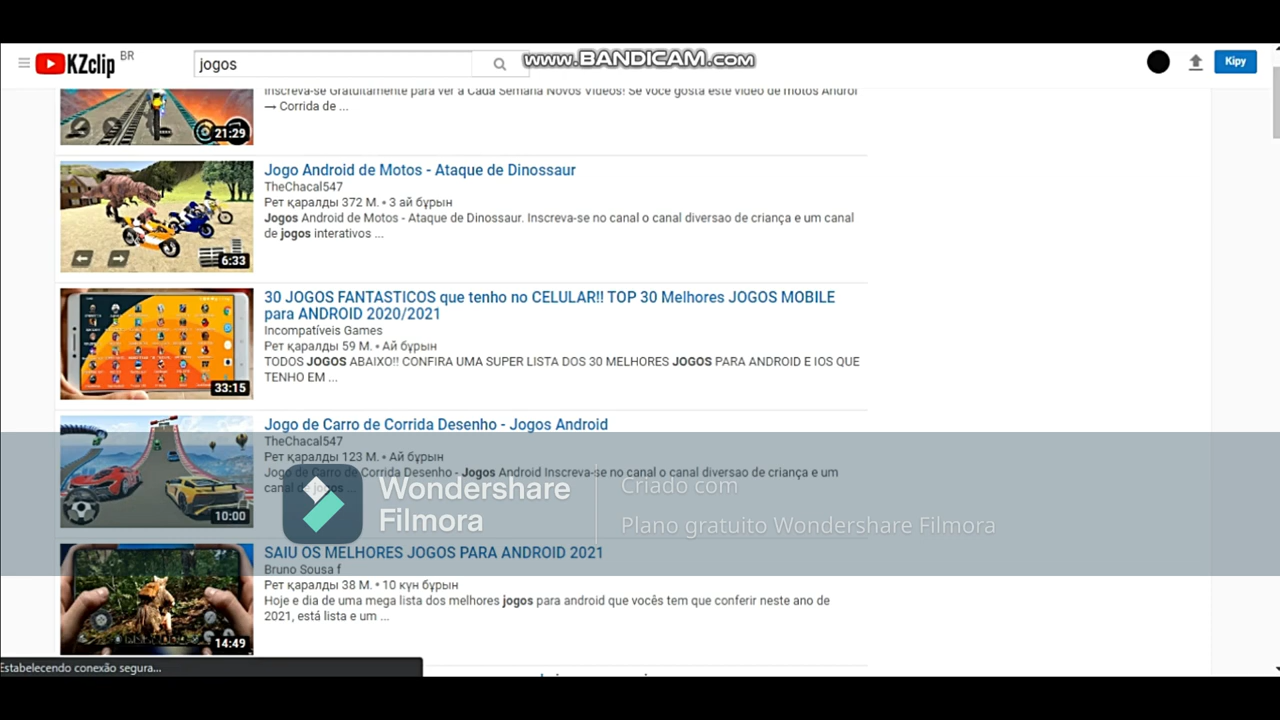 KZclip BR
jogos
www.BANDICAM.com
Kipy
Inscreva-se Gratuitamente para ver a Cada Semana Novos Vídeos! Se você gosta este vídeo de motos Androi
→ Corrida de ...
21:29
Jogo Android de Motos - Ataque de Dinossaur
TheChacal547
Рет қаралды 372 М. • 3 ай бұрын
Jogos Android de Motos - Ataque de Dinossaur. Inscreva-se no canal o canal diversao de criança e um canal
de jogos interativos ...
6:33
30 JOGOS FANTASTICOS que tenho no CELULAR!! TOP 30 Melhores JOGOS MOBILE
para ANDROID 2020/2021
Incompatíveis Games
Рет қаралды 59 М. • Ай бұрын
TODOS JOGOS ABAIXO!! CONFIRA UMA SUPER LISTA DOS 30 MELHORES JOGOS PARA ANDROID E IOS QUE
TENHO EM ...
33:15
Jogo de Carro de Corrida Desenho - Jogos Android
TheChacal547
Рет қаралды 123 М. • Ай бұрын
Jogo de Carro de Corrida Desenho - Jogos Android Inscreva-se no canal o canal diversao de criança e um
canal de jogos ...
10:00
Wondershare
Filmora
Criado com
Plano gratuito Wondershare Filmora
SAIU OS MELHORES JOGOS PARA ANDROID 2021
Bruno Sousa f
Рет қаралды 38 М. • 10 күн бұрын
Hoje e dia de uma mega lista dos melhores jogos para android que vocês tem que conferir neste ano de
2021, está lista e um ...
14:49
Estabelecendo conexão segura...